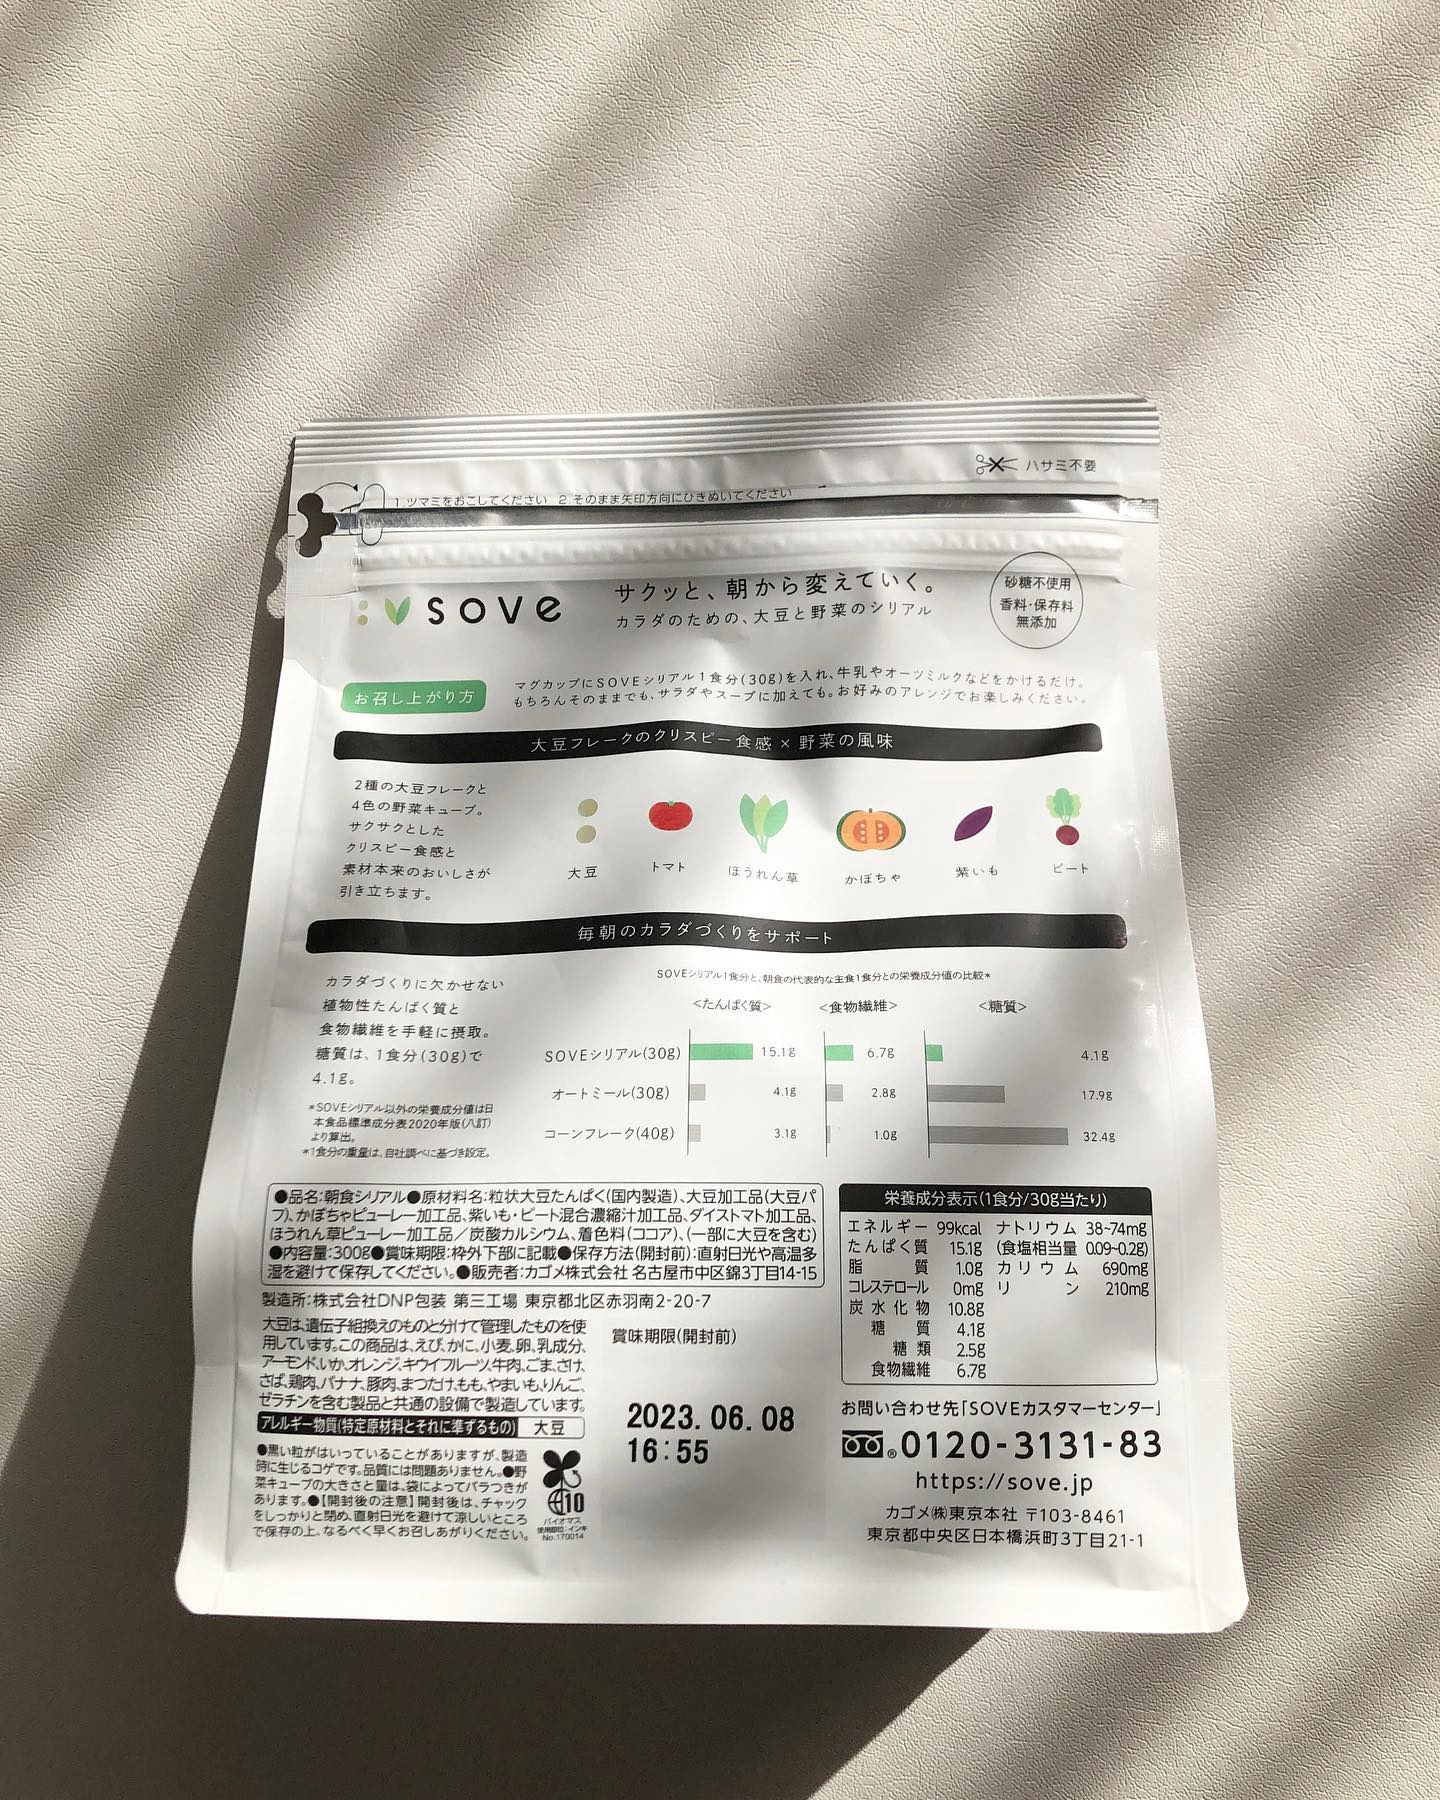 ハサミ不要
1.ツマミをおこしてください 2.そのまま矢印方向にひきぬいてください
sove
サクッと、朝から変えていく。
カラダのための、大豆と野菜のシリアル
砂糖不使用
香料・保存料
無添加
お召し上がり方
マグカップにSOVEシリアル1食分(30g)を入れ、牛乳やオーツミルクなどをかけるだけ。
もちろんそのままでも、サラダやスープに加えても。お好みのアレンジでお楽しみください。
大豆フレークのクリスピー食感×野菜の風味
2種の大豆フレークと
4色の野菜キューブ。
サクサクとした
クリスピー食感と
素材本来のおいしさが
引き立ちます。
大豆
トマト
ほうれん草
かぼちゃ
紫いも
ビート
毎朝のカラダづくりをサポート
カラダづくりに欠かせない
植物性たんぱく質と
食物繊維を手軽に摂取。
糖質は、1食分(30g)で
4.1g。
*SOVEシリアル以外の栄養成分値は日
本食品標準成分表2020年版(八訂)
より算出。
*1食分の重量は、自社調べに基づき設定。
SOVEシリアル1食分と、朝食の代表的な主食1食分との栄養成分値の比較*
<たんぱく質> <食物繊維> <糖質>
SOVEシリアル(30g) 15.1g 6.7g 4.1g
オートミール(30g) 4.1g 2.8g 17.9g
コーンフレーク(40g) 3.1g 1.0g 32.4g
●品名:朝食シリアル●原材料名:粒状大豆たんぱく(国内製造)、大豆加工品(大豆パ
フ)、かぼちゃピューレー加工品、紫いも・ビート混合濃縮汁加工品、ダイストマト加工品、
ほうれん草ピューレー加工品／炭酸カルシウム、着色料(ココア)、(一部に大豆を含む)
●内容量:300g●賞味期限:枠外下部に記載●保存方法(開封前):直射日光や高温多
湿を避けて保存してください。●販売者:カゴメ株式会社 名古屋市中区錦3丁目14-15
製造所:株式会社DNP包装 第三工場 東京都北区赤羽南2-20-7
大豆は、遺伝子組換えのものと分けて管理したものを使
用しています。この商品は、えび、かに、小麦、卵、乳成分、
アーモンド、いか、オレンジ、キウイフルーツ、牛肉、ごま、さけ、
さば、鶏肉、バナナ、豚肉、まつたけ、もも、やまいも、りんご、
ゼラチンを含む製品と共通の設備で製造しています。
アレルギー物質(特定原材料とそれに準ずるもの) 大豆
●黒い粒がはいっていることがありますが、製造
時に生じるコゲです。品質には問題ありません。●野
菜キューブの大きさと量は、袋によってバラつきが
あります。●【開封後の注意】開封後は、チャック
をしっかりと閉め、直射日光を避けて涼しいところ
で保存の上、なるべく早くお召しあがりください。
10
バイオマス
使用部位:インキ
No.170014
賞味期限(開封前)
2023.06.08
16:55
栄養成分表示(1食分/30g当たり)
エネルギー 99kcal ナトリウム 38~74mg
たんぱく質 15.1g (食塩相当量 0.09~0.2g)
脂質 1.0g カリウム 690mg
コレステロール 0mg リン 210mg
炭水化物 10.8g
糖質 4.1g
糖類 2.5g
食物繊維 6.7g
お問い合わせ先「SOVEカスタマーセンター」
®0120-3131-83
https://sove.jp
カゴメ㈱東京本社 〒103-8461
東京都中央区日本橋浜町3丁目21-1